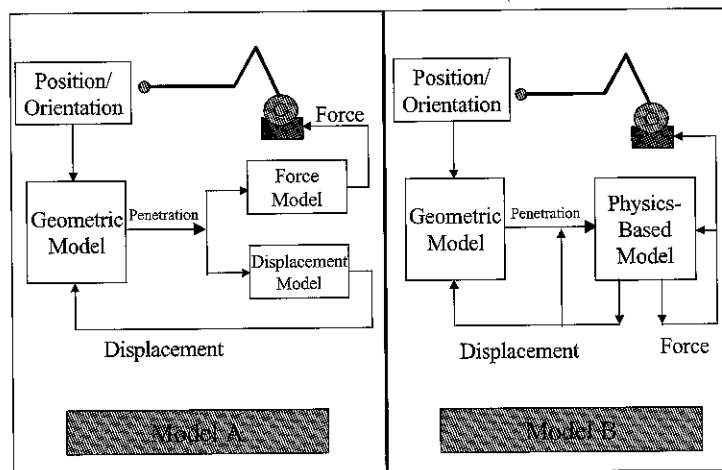 Position/
Orientation
Force
Force
Model
Geometric
Model
Penetration
Displacement
Model
Displacement
Model A
Position/
Orientation
Geometric
Model
Penetration
Physics-
Based
Model
Displacement
Force
Model B